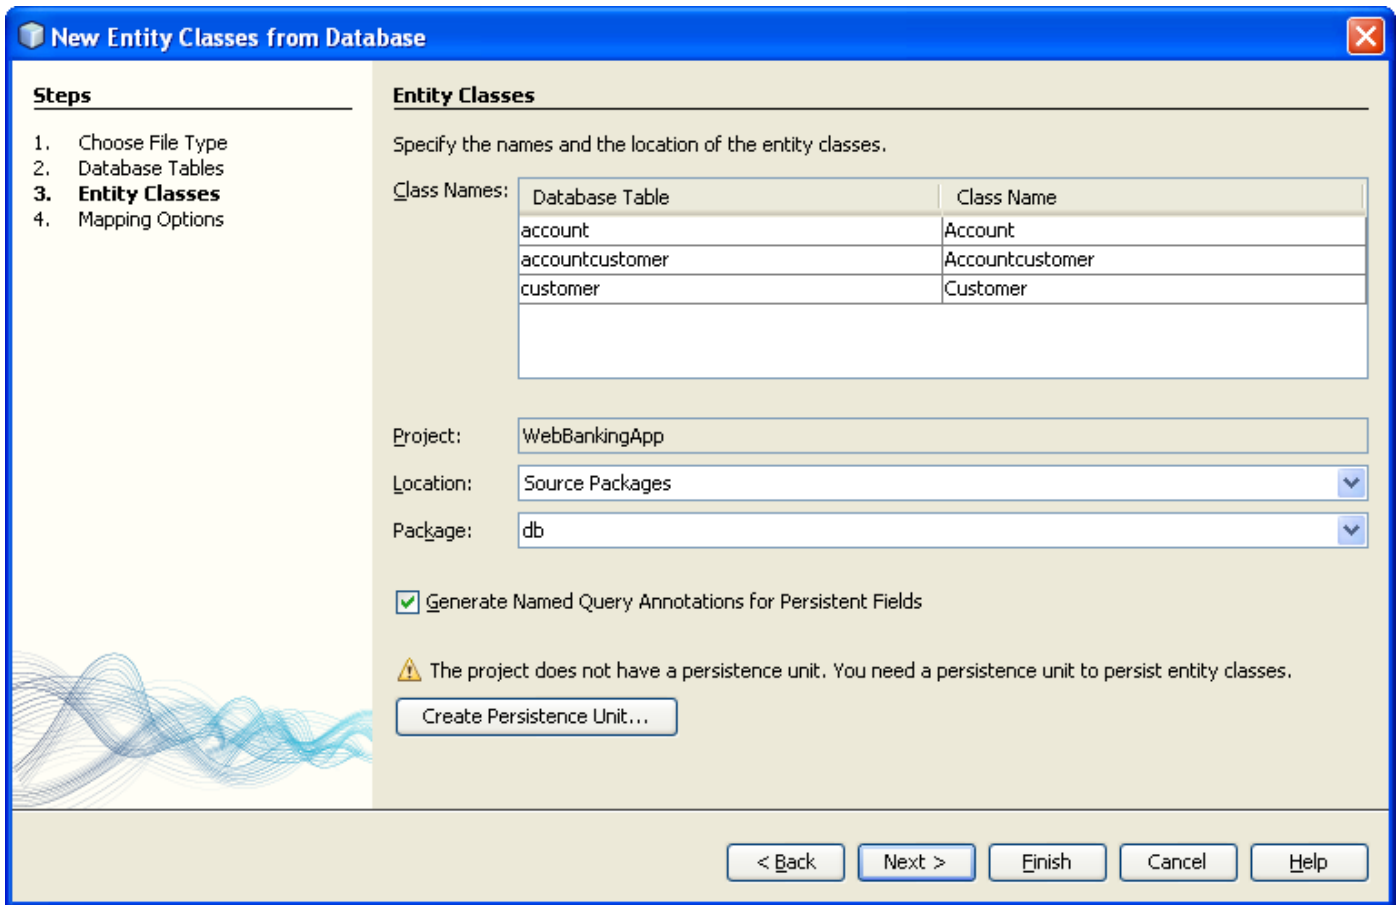 New Entity Classes from Database
Steps
1. Choose File Type
2. Database Tables
3. Entity Classes
4. Mapping Options
Entity Classes
Specify the names and the location of the entity classes.
Class Names:
Database Table Class Name
account Account
accountcustomer Accountcustomer
customer Customer
Project: WebBankingApp
Location: Source Packages
Package: db
Generate Named Query Annotations for Persistent Fields
The project does not have a persistence unit. You need a persistence unit to persist entity classes.
Create Persistence Unit...
< Back Next > Finish Cancel Help